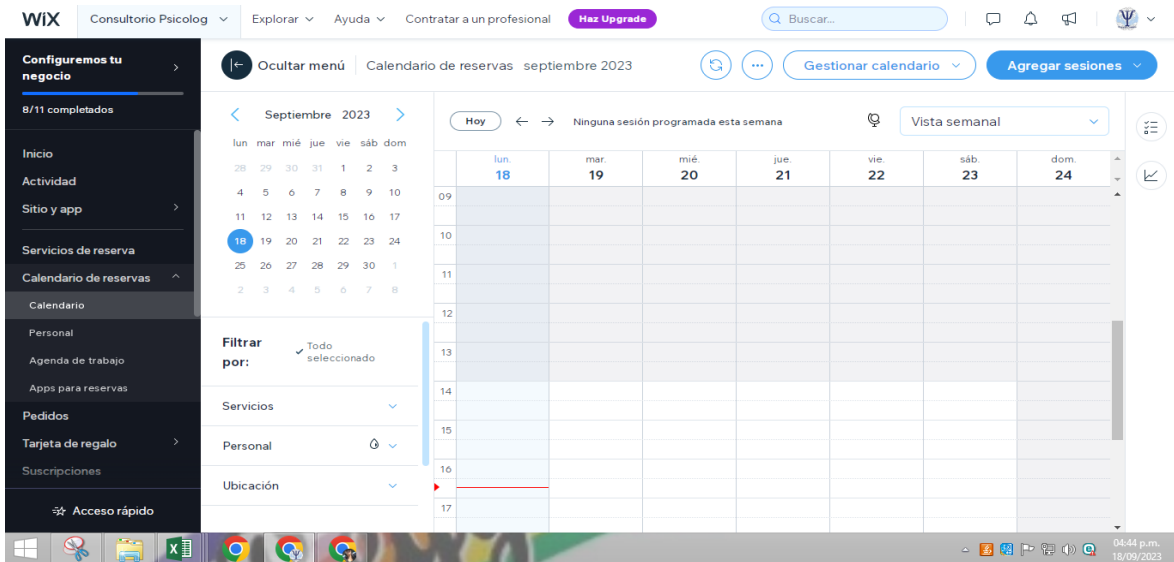 WiX Consultorio Psicolog Explorar Ayuda Contratar a un profesional Haz Upgrade Buscar...
Configuremos tu
negocio
8/11 completados
Inicio
Actividad
Sitio y app
Servicios de reserva
Calendario de reservas
Calendario
Personal
Agenda de trabajo
Apps para reservas
Pedidos
Tarjeta de regalo
Suscripciones
Acceso rápido
Ocultar menú Calendario de reservas septiembre 2023 Gestionar calendario Agregar sesiones
Septiembre 2023
lun mar mié jue vie sáb dom
28 29 30 31 1 2 3
4 5 6 7 8 9 10
11 12 13 14 15 16 17
18 19 20 21 22 23 24
25 26 27 28 29 30 1
2 3 4 5 6 7 8
Filtrar
por:
Todo
seleccionado
Servicios
Personal
Ubicación
Hoy Ninguna sesión programada esta semana Vista semanal
lun. mar. mié. jue. vie. sáb. dom.
18 19 20 21 22 23 24
09
10
11
12
13
14
15
16
17
04:44 p.m.
18/09/2023